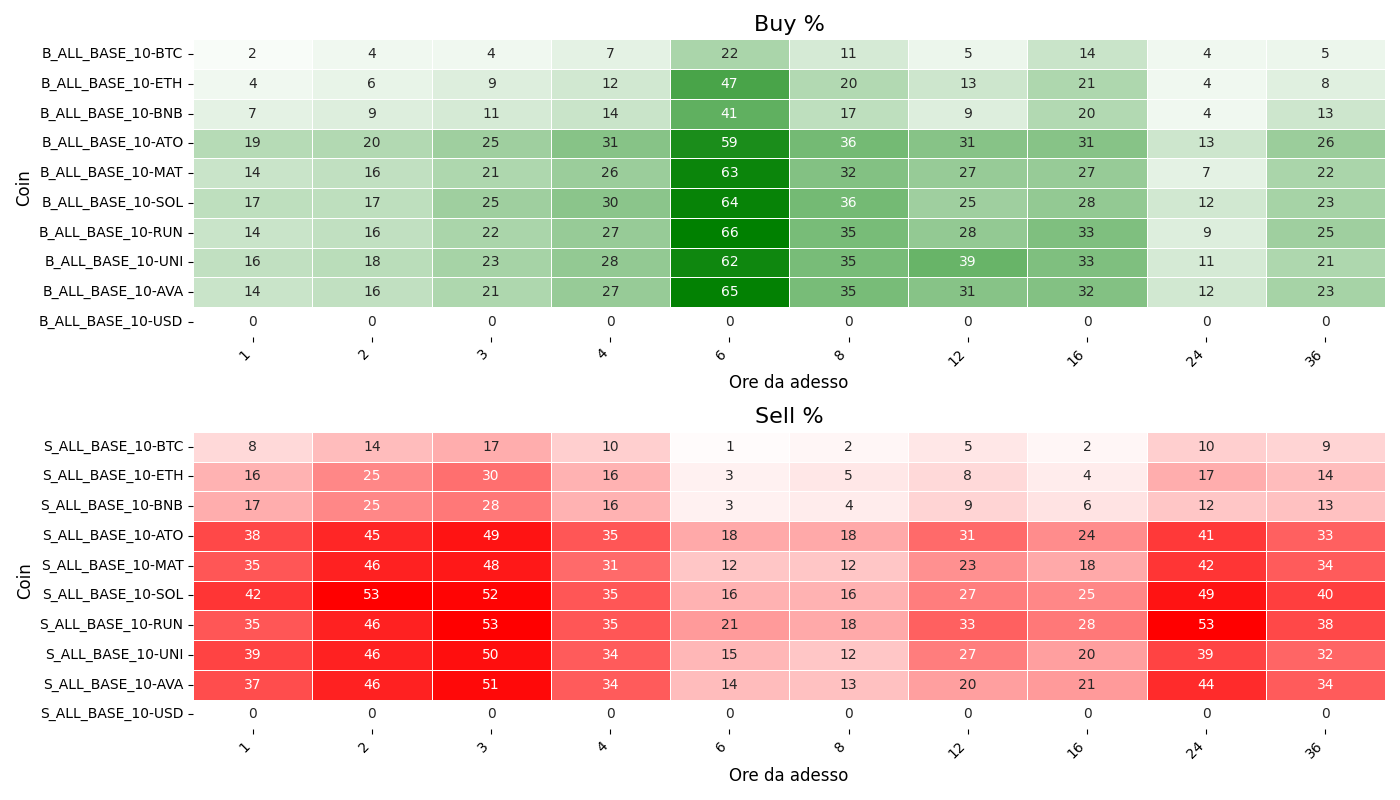 Buy %
Coin
B_ALL_BASE_10-BTC 2 4 4 7 22 11 5 14 4 5
B_ALL_BASE_10-ETH 4 6 9 12 47 20 13 21 4 8
B_ALL_BASE_10-BNB 7 9 11 14 41 17 9 20 4 13
B_ALL_BASE_10-ATO 19 20 25 31 59 36 31 31 13 26
B_ALL_BASE_10-MAT 14 16 21 26 63 32 27 27 7 22
B_ALL_BASE_10-SOL 17 17 25 30 64 36 25 28 12 23
B_ALL_BASE_10-RUN 14 16 22 27 66 35 28 33 9 25
B_ALL_BASE_10-UNI 16 18 23 28 62 35 39 33 11 21
B_ALL_BASE_10-AVA 14 16 21 27 65 35 31 32 12 23
B_ALL_BASE_10-USD 0 0 0 0 0 0 0 0 0 0
1 2 3 4 6 8 12 16 24 36
Ore da adesso
Sell %
Coin
S_ALL_BASE_10-BTC 8 14 17 10 1 2 5 2 10 9
S_ALL_BASE_10-ETH 16 25 30 16 3 5 8 4 17 14
S_ALL_BASE_10-BNB 17 25 28 16 3 4 9 6 12 13
S_ALL_BASE_10-ATO 38 45 49 35 18 18 31 24 41 33
S_ALL_BASE_10-MAT 35 46 48 31 12 12 23 18 42 34
S_ALL_BASE_10-SOL 42 53 52 35 16 16 27 25 49 40
S_ALL_BASE_10-RUN 35 46 53 35 21 18 33 28 53 38
S_ALL_BASE_10-UNI 39 46 50 34 15 12 27 20 39 32
S_ALL_BASE_10-AVA 37 46 51 34 14 13 20 21 44 34
S_ALL_BASE_10-USD 0 0 0 0 0 0 0 0 0 0
1 2 3 4 6 8 12 16 24 36
Ore da adesso